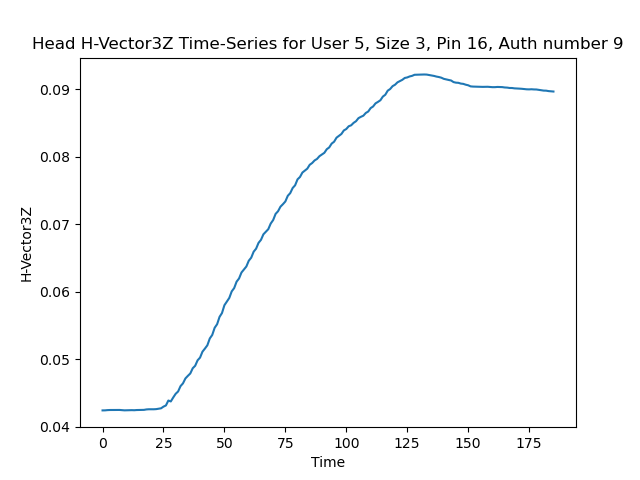 Head H-Vector3Z Time-Series for User 5, Size 3, Pin 16, Auth number 9
H-Vector3Z
0.09
0.08
0.07
0.06
0.05
0.04
0 25 50 75 100 125 150 175
Time